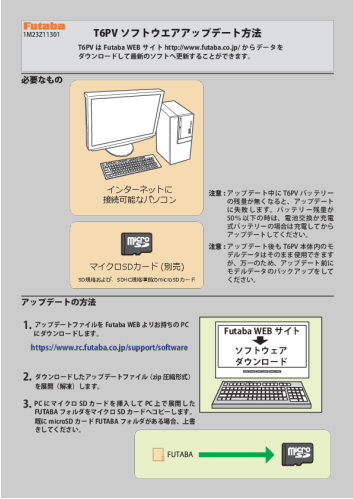 Futaba
1M23Z11301
T6PV ソフトウエアアップデート方法
T6PV は Futaba WEB サイト http://www.futaba.co.jp/ からデータを
ダウンロードして最新のソフトへ更新することができます。
必要なもの
インターネットに
接続可能なパソコン
micro
SD
マイクロSDカード (別売)
SD規格および、SDHC規格準拠のmicroSDカード
注意 : アップデート中に T6PV バッテリー
の残量が無くなると、アップデート
に失敗します。バッテリー残量が
50% 以下の時は、電池交換か充電
式バッテリーの場合は充電してから
アップデートしてください。
注意 : アップデート後も T6PV 本体内のモ
デルデータはそのまま使用できます
が、万一のため、アップデート前に
モデルデータのバックアップをして
ください。
アップデートの方法
1. アップデートファイルを Futaba WEB よりお持ちの PC
にダウンロードします。
https://www.rc.futaba.co.jp/support/software
2. ダウンロードしたアップデートファイル (zip 圧縮形式)
を展開（解凍）します。
3. PC にマイクロ SD カードを挿入して PC 上で展開した
FUTABA フォルダをマイクロ SD カードへコピーします。
既に microSD カード FUTABA フォルダがある場合、上書
きしてください。
Futaba WEB サイト
ソフトウェア
ダウンロード
FUTABA
micro
SD